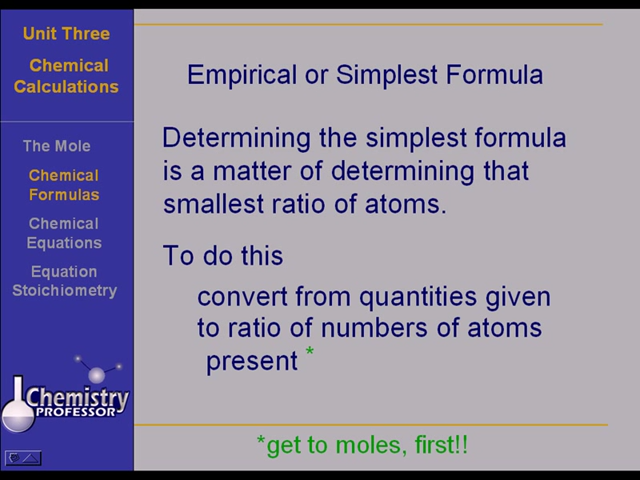 Unit Three
Chemical
Calculations
The Mole
Chemical
Formulas
Chemical
Equations
Equation
Stoichiometry
Chemistry
PROFESSOR
Empirical or Simplest Formula
Determining the simplest formula
is a matter of determining that
smallest ratio of atoms.
To do this
convert from quantities given
to ratio of numbers of atoms
present *
*get to moles, first!!